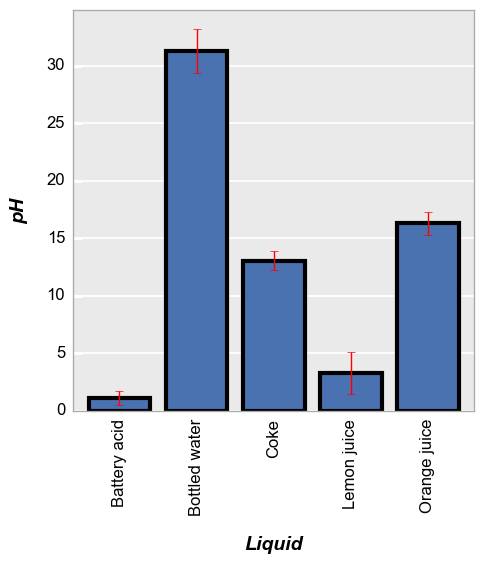 30
25
20
15
10
5
0
pH
Battery acid
Bottled water
Coke
Lemon juice
Orange juice
Liquid